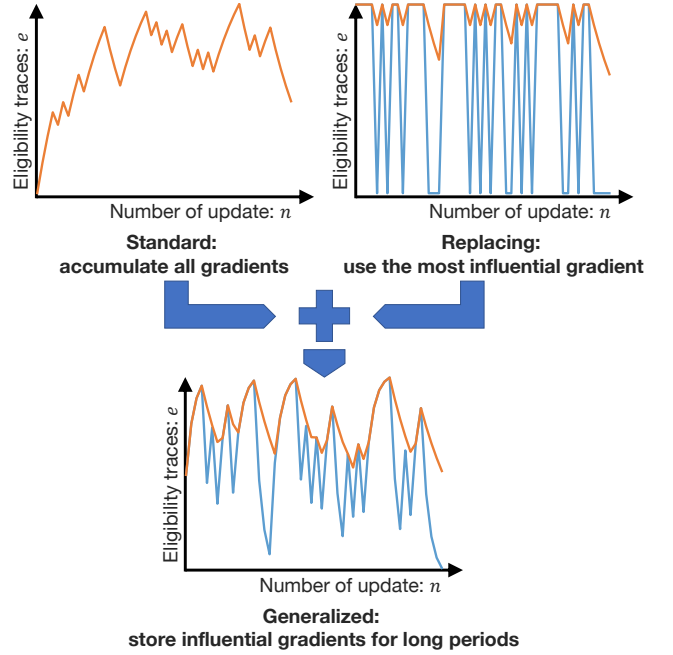 Eligibility traces: e
Number of update: n
Standard:
accumulate all gradients
Eligibility traces: e
Number of update: n
Replacing:
use the most influential gradient
Eligibility traces: e
Number of update: n
Generalized:
store influential gradients for long periods